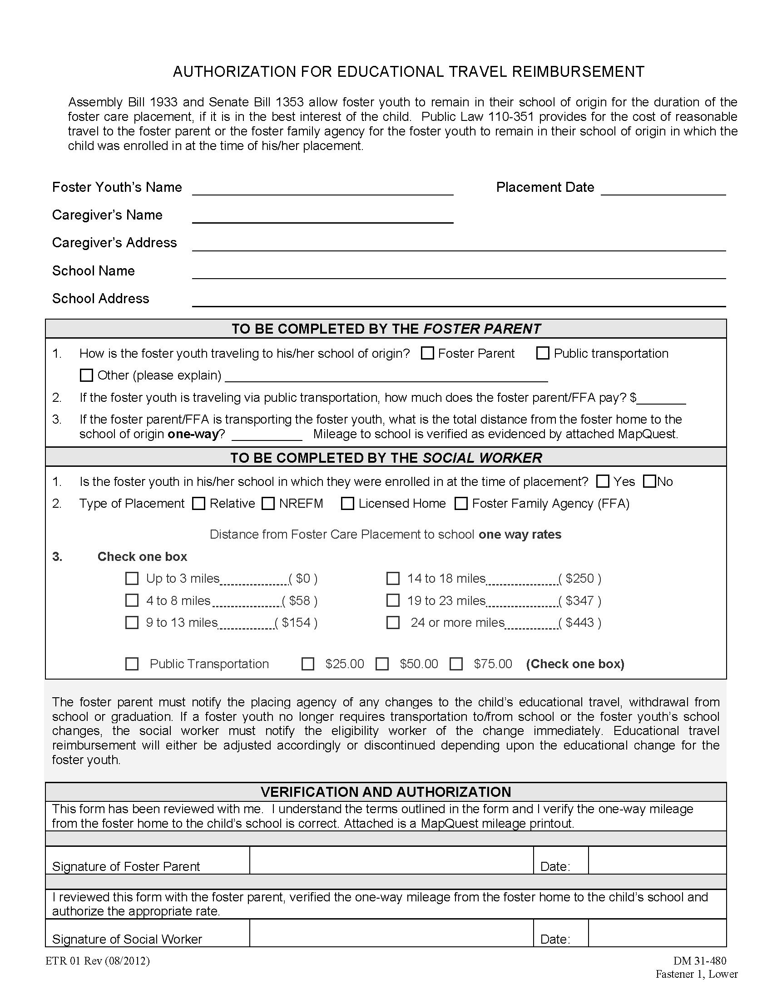 AUTHORIZATION FOR EDUCATIONAL TRAVEL REIMBURSEMENT
Assembly Bill 1933 and Senate Bill 1353 allow foster youth to remain in their school of origin for the duration of the
foster care placement, if it is in the best interest of the child.  Public Law 110-351 provides for the cost of reasonable
travel to the foster parent or the foster family agency for the foster youth to remain in their school of origin in which the
child was enrolled in at the time of his/her placement.
Foster Youth’s Name Placement Date
Caregiver’s Name
Caregiver’s Address
School Name
School Address
TO BE COMPLETED BY THE FOSTER PARENT
1. How is the foster youth traveling to his/her school of origin? Foster Parent Public transportation
Other (please explain)
2. If the foster youth is traveling via public transportation, how much does the foster parent/FFA pay? $
3. If the foster parent/FFA is transporting the foster youth, what is the total distance from the foster home to the
school of origin one-way? Mileage to school is verified as evidenced by attached MapQuest.
TO BE COMPLETED BY THE SOCIAL WORKER
1. Is the foster youth in his/her school in which they were enrolled in at the time of placement? Yes No
2. Type of Placement Relative NREFM Licensed Home Foster Family Agency (FFA)
Distance from Foster Care Placement to school one way rates
3. Check one box
Up to 3 miles ( $0 ) 14 to 18 miles ( $250 )
4 to 8 miles ( $58 ) 19 to 23 miles ( $347 )
9 to 13 miles ( $154 ) 24 or more miles ( $443 )
Public Transportation $25.00 $50.00 $75.00 (Check one box)
The foster parent must notify the placing agency of any changes to the child’s educational travel, withdrawal from
school or graduation. If a foster youth no longer requires transportation to/from school or the foster youth’s school
changes, the social worker must notify the eligibility worker of the change immediately. Educational travel
reimbursement will either be adjusted accordingly or discontinued depending upon the educational change for the
foster youth.
VERIFICATION AND AUTHORIZATION
This form has been reviewed with me.  I understand the terms outlined in the form and I verify the one-way mileage
from the foster home to the child’s school is correct. Attached is a MapQuest mileage printout.
Signature of Foster Parent Date:
I reviewed this form with the foster parent, verified the one-way mileage from the foster home to the child’s school and
authorize the appropriate rate.
Signature of Social Worker Date:
ETR 01 Rev (08/2012) DM 31-480
Fastener 1, Lower